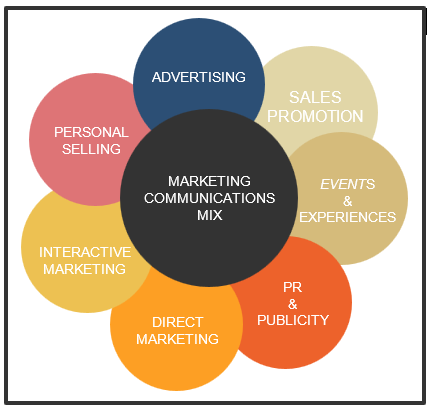 ADVERTISING
SALES
PROMOTION
EVENTS
&
EXPERIENCES
PR
&
PUBLICITY
DIRECT
MARKETING
INTERACTIVE
MARKETING
PERSONAL
SELLING
MARKETING
COMMUNICATIONS
MIX